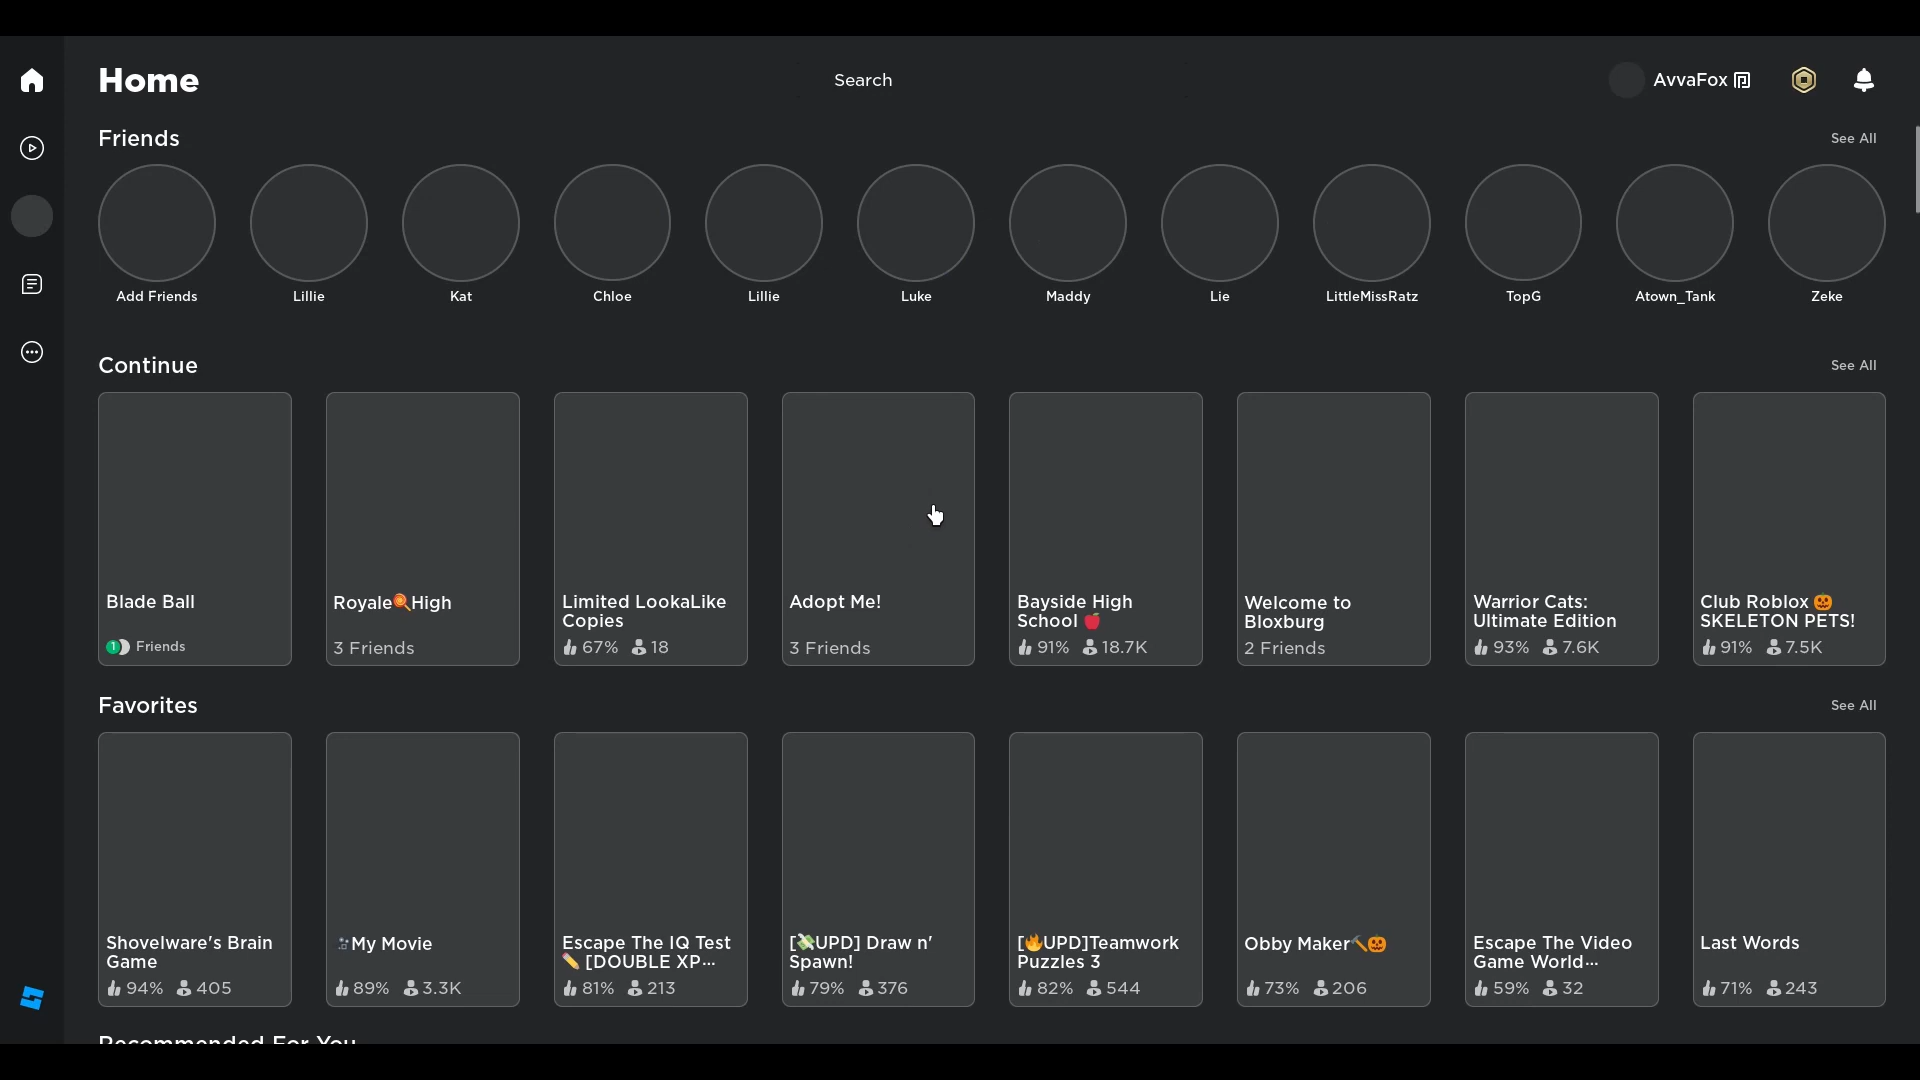 Home
Search
AvvaFox
Friends
See All
Add Friends
Lillie
Kat
Chloe
Lillie
Luke
Maddy
Lie
LittleMissRatz
TopG
Atown_Tank
Zeke
Continue
See All
Blade Ball
1 Friends
Royale🍭High
3 Friends
Limited LookaLike
Copies
67% 18
Adopt Me!
3 Friends
Bayside High
School 🍎
91% 18.7K
Welcome to
Bloxburg
2 Friends
Warrior Cats:
Ultimate Edition
93% 7.6K
Club Roblox 🎃
SKELETON PETS!
91% 7.5K
Favorites
See All
Shovelware's Brain
Game
94% 405
🎥My Movie
89% 3.3K
Escape The IQ Test
✏️ [DOUBLE XP...
81% 213
[💸UPD] Draw n'
Spawn!
79% 376
[🔥UPD]Teamwork
Puzzles 3
82% 544
Obby Maker🔨🎃
73% 206
Escape The Video
Game World...
59% 32
Last Words
71% 243
Recommended For You